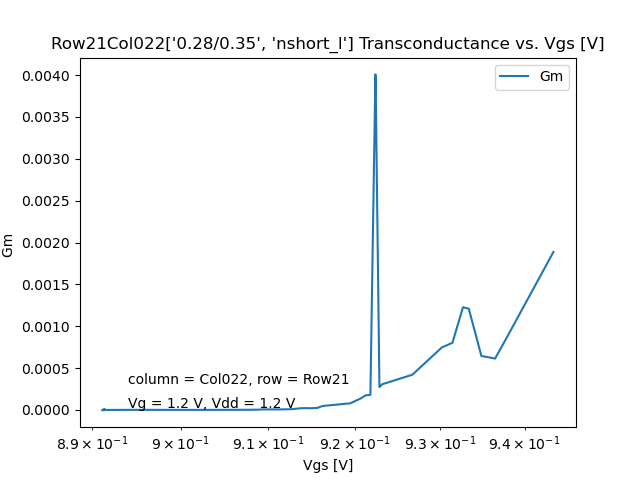 Row21Col022['0.28/0.35', 'nshort_l'] Transconductance vs. Vgs [V]
Gm
0.0040
0.0035
0.0030
0.0025
0.0020
0.0015
0.0010
0.0005
0.0000
Gm
column = Col022, row = Row21
Vg = 1.2 V, Vdd = 1.2 V
8.9 × 10⁻¹ 9 × 10⁻¹ 9.1 × 10⁻¹ 9.2 × 10⁻¹ 9.3 × 10⁻¹ 9.4 × 10⁻¹
Vgs [V]